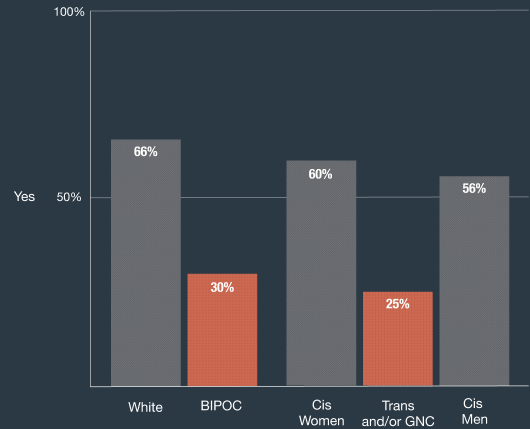 100%
66%
60%
56%
Yes
50%
30%
25%
White
BIPOC
Cis
Women
Trans
and/or GNC
Cis
Men